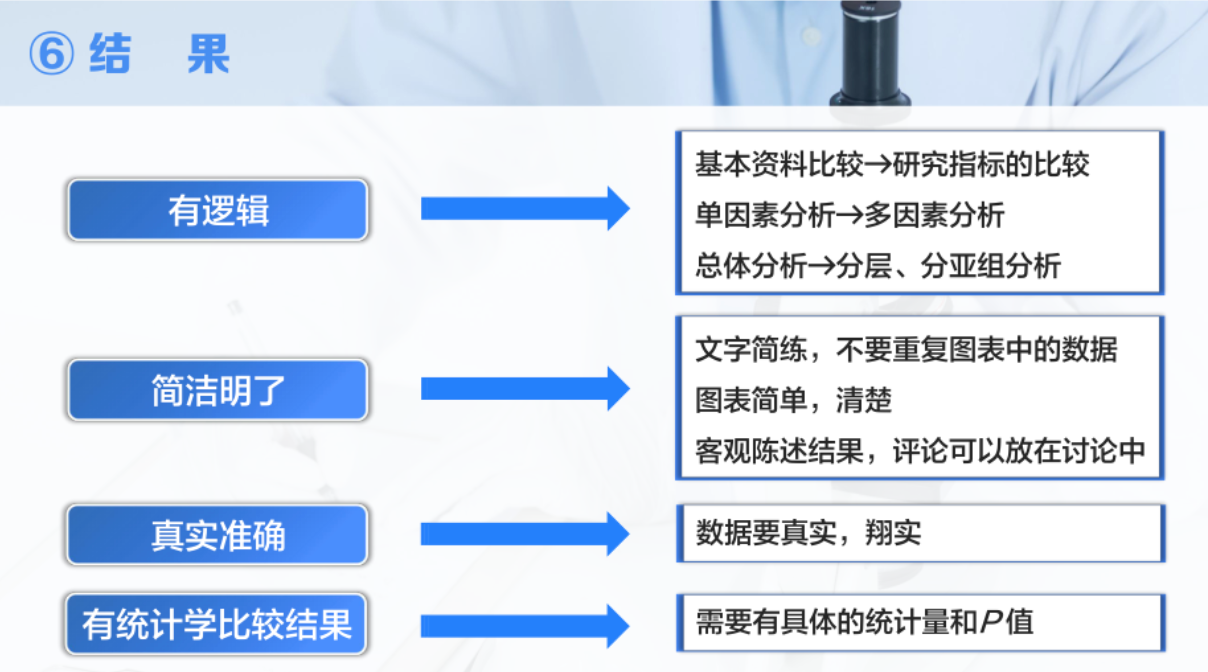 ⑥ 结 果
有逻辑
基本资料比较→研究指标的比较
单因素分析→多因素分析
总体分析→分层、分亚组分析
简洁明了
文字简练，不要重复图表中的数据
图表简单，清楚
客观陈述结果，评论可以放在讨论中
真实准确
数据要真实，翔实
有统计学比较结果
需要有具体的统计量和P值